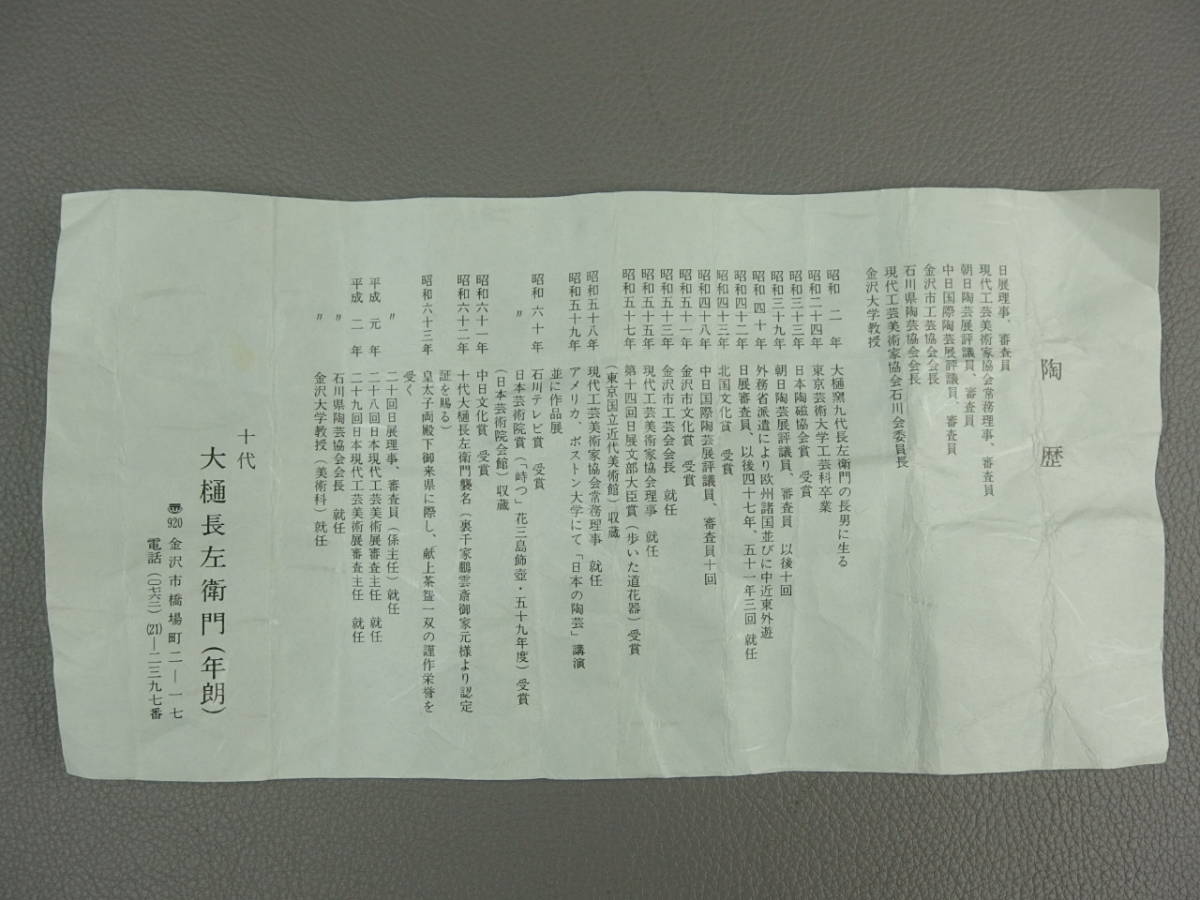 陶歴
日展理事、審査員
現代工芸美術家協会常務理事、審査員
朝日陶芸展評議員、審査員
中日国際陶芸展評議員、審査員
金沢市工芸協会会長
石川県陶芸協会会長
現代工芸美術家協会石川会委員長
金沢大学教授
昭和二年 大樋窯九代長左衛門の長男に生る
昭和二十四年 東京芸術大学工芸科卒業
昭和三十三年 日本陶磁協会賞 受賞
昭和三十九年 朝日陶芸展評議員、審査員 以後十回
昭和四十年 外務省派遣により欧州諸国並びに中近東外遊
昭和四十二年 日展審査員、以後四十七年、五十一年三回 就任
昭和四十三年 北国文化賞 受賞
昭和四十八年 中日国際陶芸展評議員、審査員十回
昭和五十一年 金沢市文化賞 受賞
昭和五十三年 金沢市工芸会会長 就任
昭和五十五年 現代工芸美術家協会理事 就任
昭和五十七年 第十四回日展文部大臣賞(歩いた道花器)受賞
(東京国立近代美術館)収蔵
昭和五十八年 現代工芸美術家協会常務理事 就任
昭和五十九年 アメリカ、ボストン大学にて「日本の陶芸」講演
並に作品展
昭和六十年 石川テレビ賞 受賞
〃 日本芸術院賞(「峙つ」花三島飾壺・五十九年度)受賞
(日本芸術院会館)収蔵
昭和六十一年 中日文化賞 受賞
昭和六十二年 十代大樋長左衛門襲名(裏千家鵬雲斎御家元様より認定
証を賜る)
昭和六十三年 皇太子両殿下御来県に際し、献上茶盌一双の謹作栄誉を
受く
〃 二十回日展理事、審査員(係主任)就任
平成元年 二十八回日本現代工芸美術展審査主任 就任
平成二年 二十九回日本現代工芸美術展審査主任 就任
〃 石川県陶芸協会会長 就任
〃 金沢大学教授(美術科)就任
十代
大樋長左衛門(年朗)
〒920 金沢市橋場町二―一七
電話(〇七六二)(21)―二三九七番